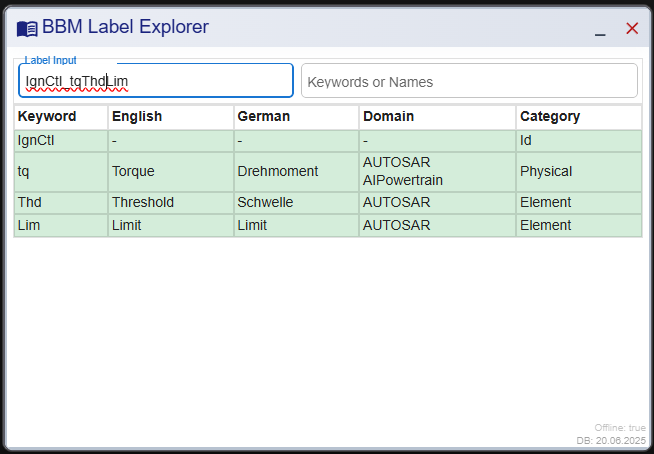 BBM Label Explorer
Label Input
IgnCtl_tqThdLim
Keywords or Names
Keyword English German Domain Category
IgnCtl - - - Id
tq Torque Drehmoment AUTOSAR AIPowertrain Physical
Thd Threshold Schwelle AUTOSAR Element
Lim Limit Limit AUTOSAR Element
Offline: true
DB: 20.06.2025